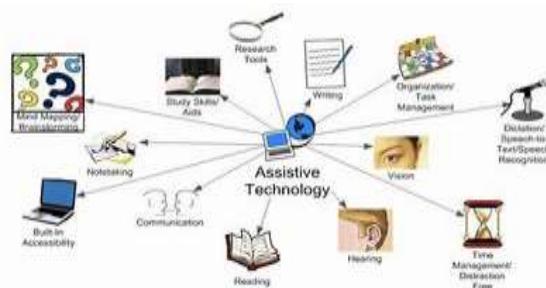 Research
Tools
Writing
Organization/
Task
Management
Study Skills/
Aids
Mind Mapping/
Brainstorming
Dictation/
Speech-to-
Text/Speech
Recognition
Notetaking
Assistive
Technology
Vision
Communication
Built-In
Accessibility
Reading
Hearing
Time
Management/
Distraction
Free